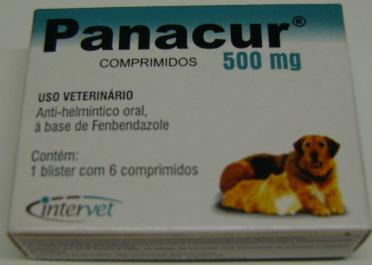 Panacur®
COMPRIMIDOS 500 mg
USO VETERINÁRIO
Anti-helmíntico oral,
à base de Fenbendazole
Contém:
1 blister com 6 comprimidos
intervet